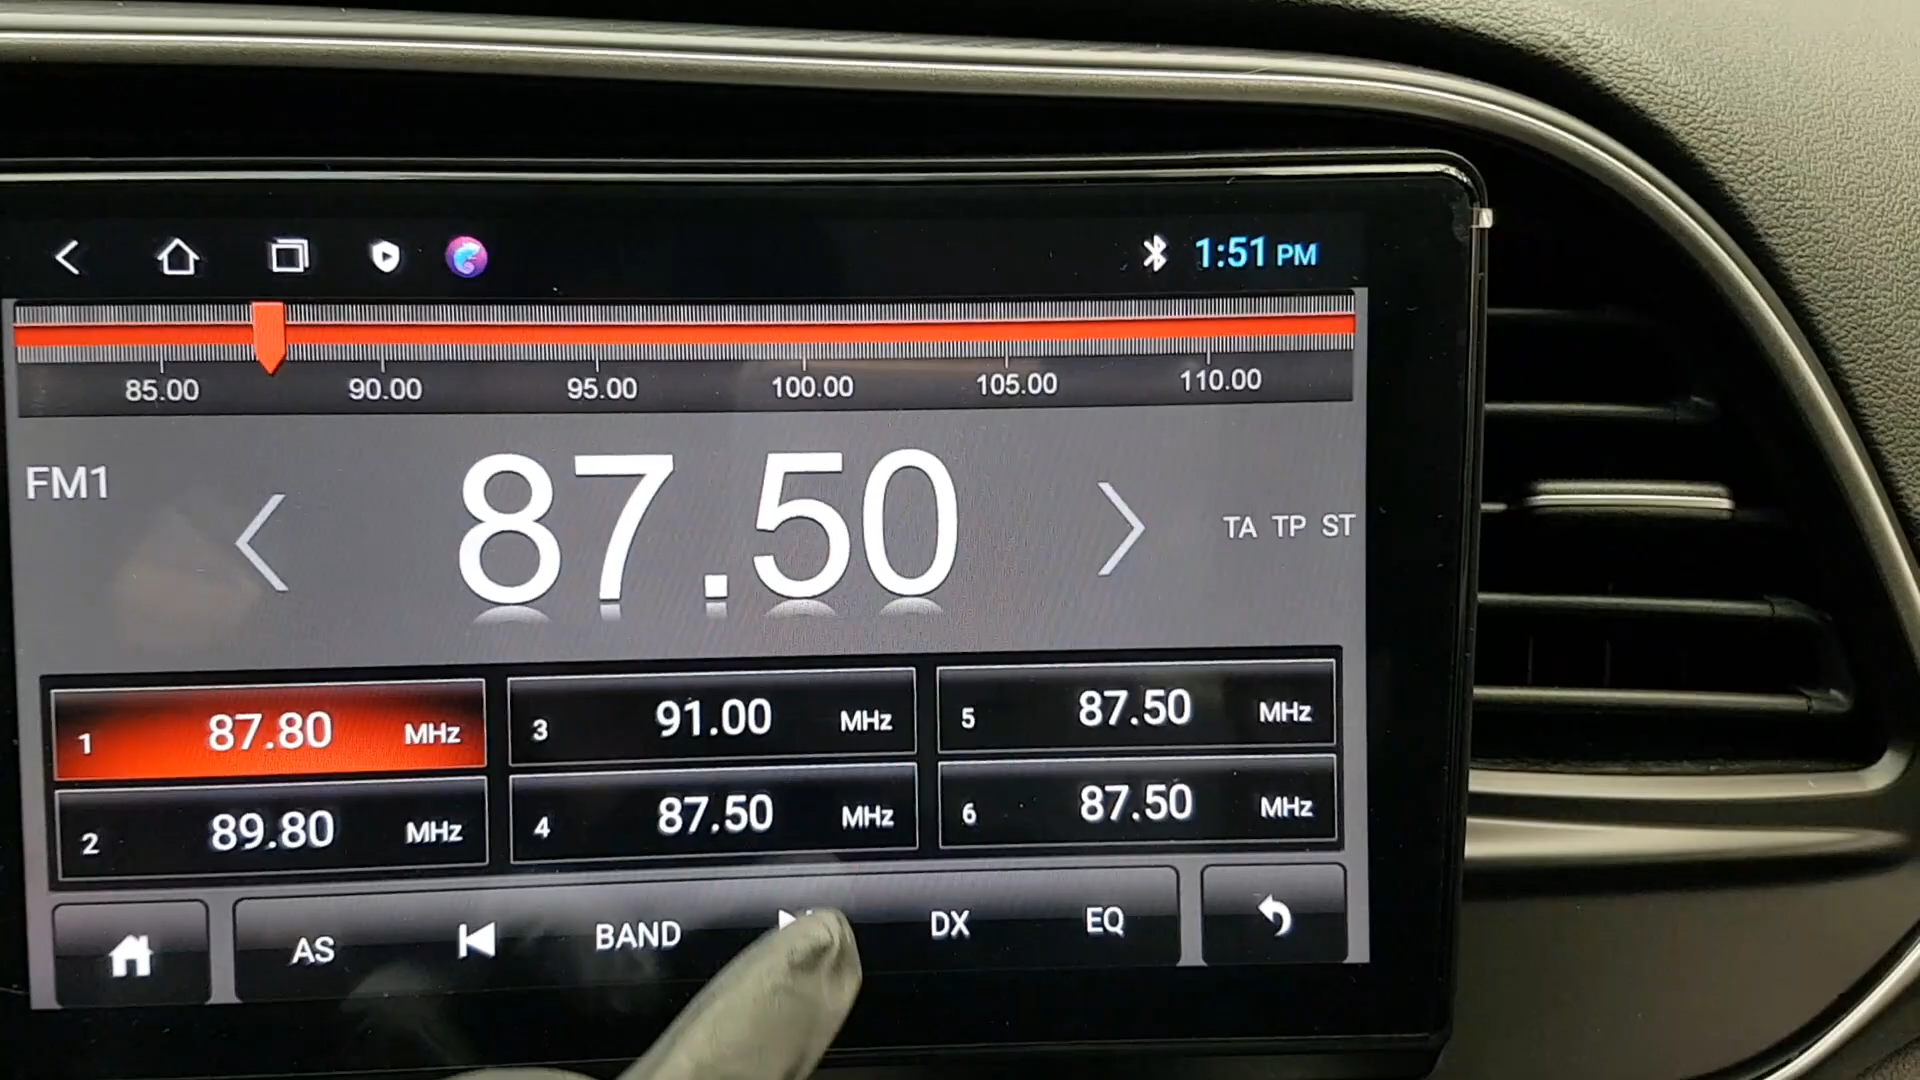 1:51 PM
85.00 90.00 95.00 100.00 105.00 110.00
FM1
87.50
TA TP ST
1 87.80 MHz 3 91.00 MHz 5 87.50 MHz
2 89.80 MHz 4 87.50 MHz 6 87.50 MHz
AS BAND DX EQ